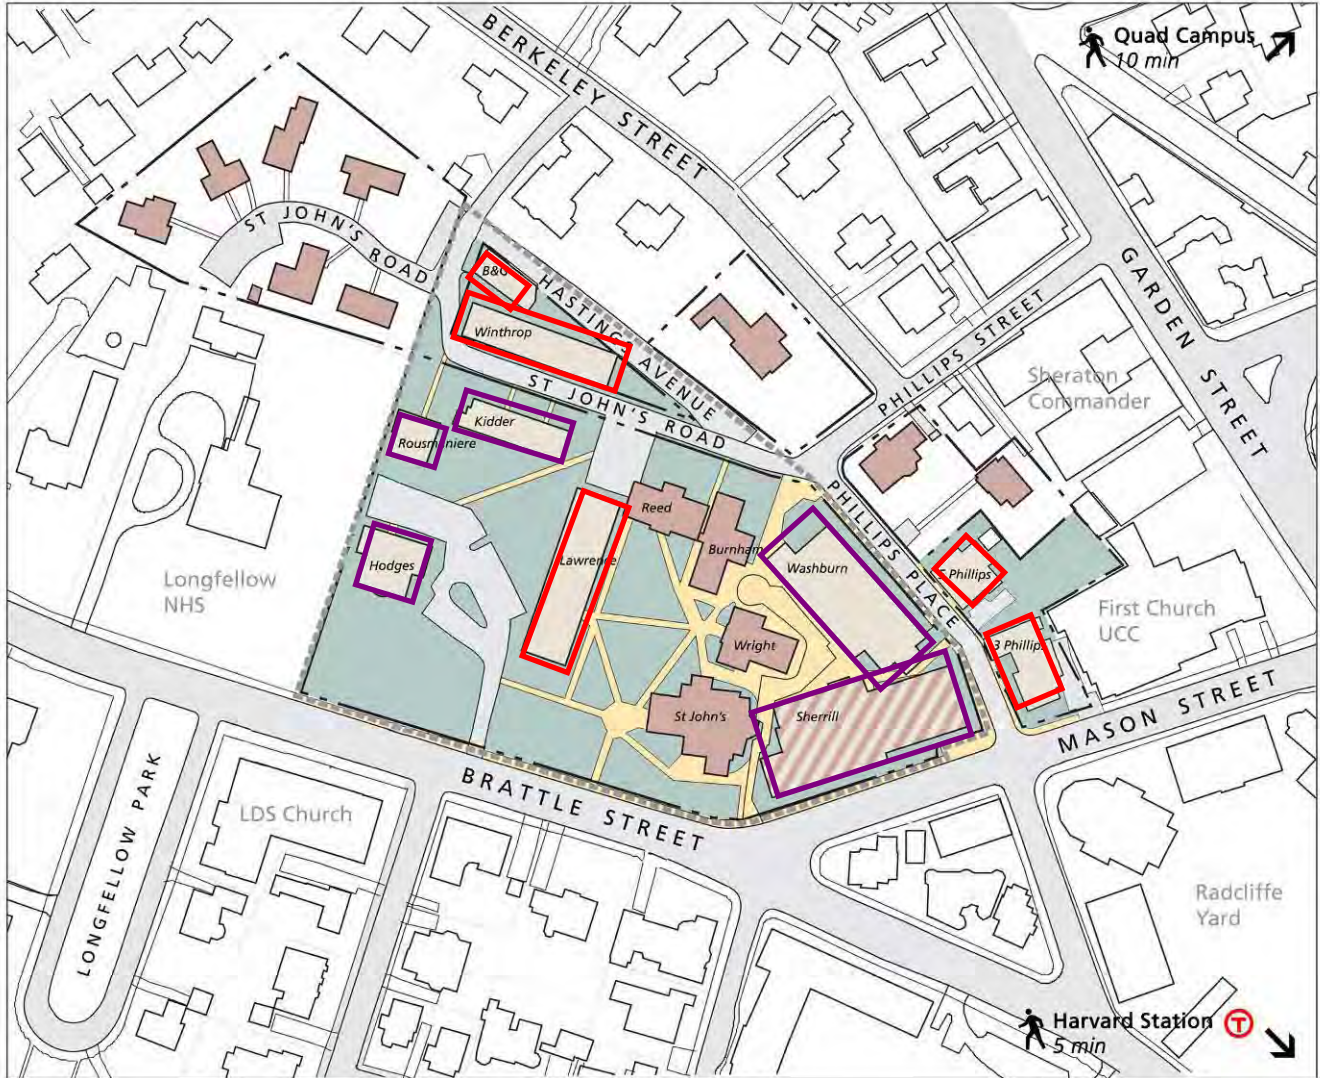 BERKELEY STREET
Quad Campus
10 min
ST JOHN'S ROAD
B&G
HASTINGS AVENUE
Winthrop
GARDEN STREET
PHILLIPS STREET
Sheraton
Commander
ST JOHN'S ROAD
Kidder
Rousmaniere
Reed
PHILLIPS PLACE
Burnham
Lawrence
Hodges
Washburn
5 Phillips
Longfellow
NHS
First Church
UCC
Wright
3 Phillips
St John's
Sherrill
MASON STREET
BRATTLE STREET
LONGFELLOW PARK
LDS Church
Radcliffe
Yard
Harvard Station T
5 min